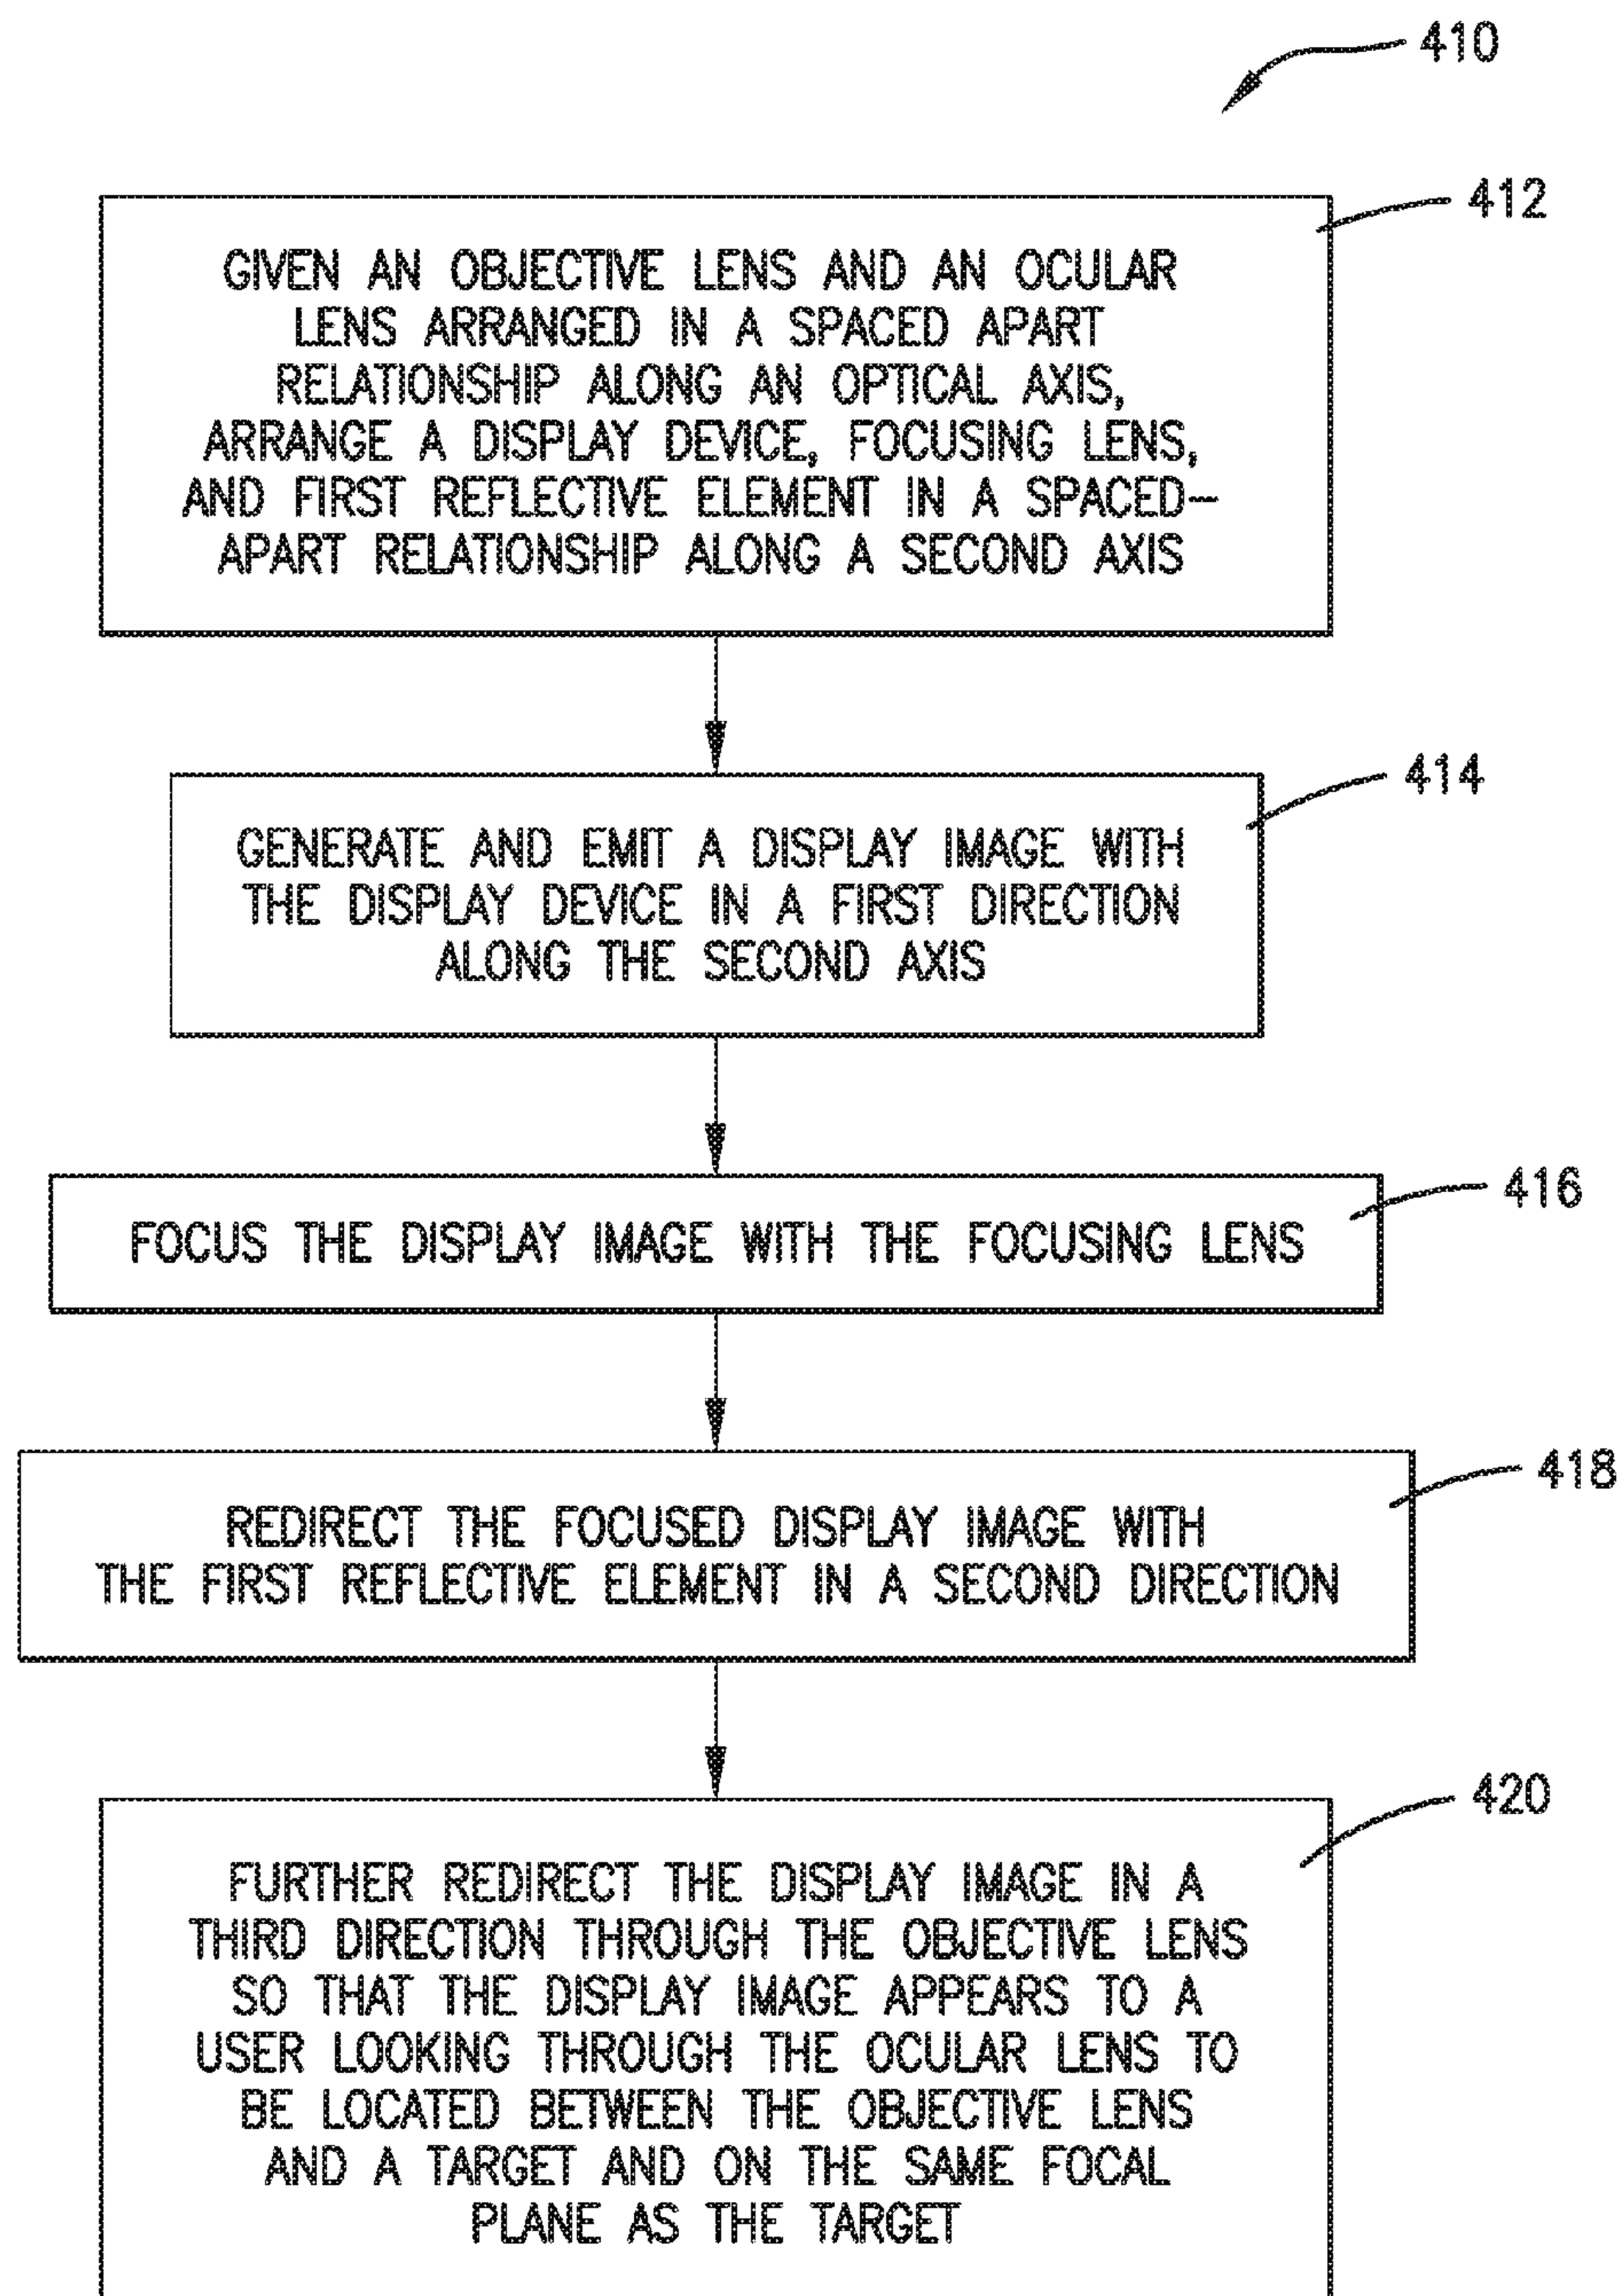 410
412
GIVEN AN OBJECTIVE LENS AND AN OCULAR
LENS ARRANGED IN A SPACED APART
RELATIONSHIP ALONG AN OPTICAL AXIS,
ARRANGE A DISPLAY DEVICE, FOCUSING LENS,
AND FIRST REFLECTIVE ELEMENT IN A SPACED-
APART RELATIONSHIP ALONG A SECOND AXIS
414
GENERATE AND EMIT A DISPLAY IMAGE WITH
THE DISPLAY DEVICE IN A FIRST DIRECTION
ALONG THE SECOND AXIS
416
FOCUS THE DISPLAY IMAGE WITH THE FOCUSING LENS
418
REDIRECT THE FOCUSED DISPLAY IMAGE WITH
THE FIRST REFLECTIVE ELEMENT IN A SECOND DIRECTION
420
FURTHER REDIRECT THE DISPLAY IMAGE IN A
THIRD DIRECTION THROUGH THE OBJECTIVE LENS
SO THAT THE DISPLAY IMAGE APPEARS TO A
USER LOOKING THROUGH THE OCULAR LENS TO
BE LOCATED BETWEEN THE OBJECTIVE LENS
AND A TARGET AND ON THE SAME FOCAL
PLANE AS THE TARGET